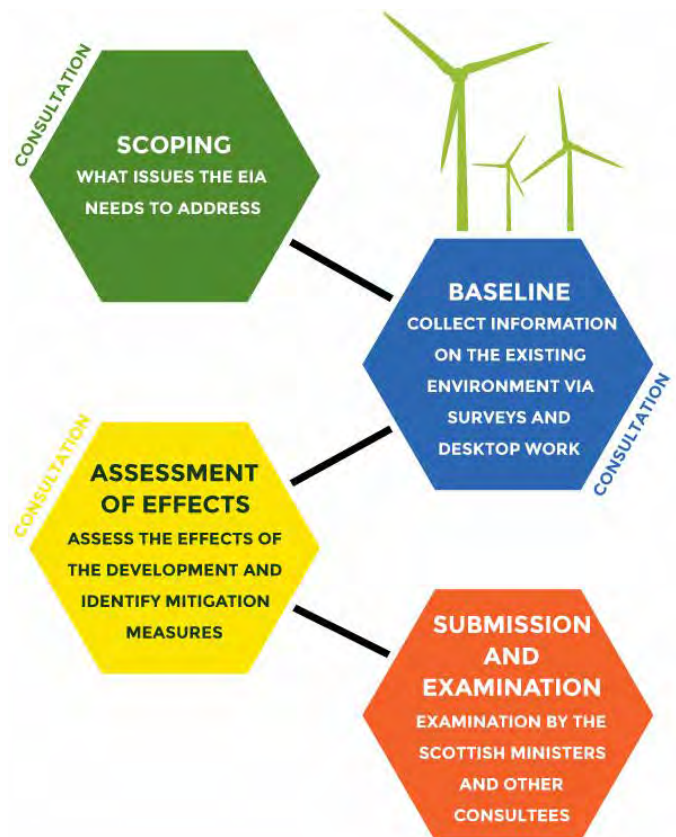 CONSULTATION
SCOPING
WHAT ISSUES THE EIA
NEEDS TO ADDRESS
BASELINE
COLLECT INFORMATION
ON THE EXISTING
ENVIRONMENT VIA
SURVEYS AND
DESKTOP WORK
CONSULTATION
CONSULTATION
ASSESSMENT
OF EFFECTS
ASSESS THE EFFECTS OF
THE DEVELOPMENT AND
IDENTIFY MITIGATION
MEASURES
SUBMISSION
AND
EXAMINATION
EXAMINATION BY THE
SCOTTISH MINISTERS
AND OTHER
CONSULTEES